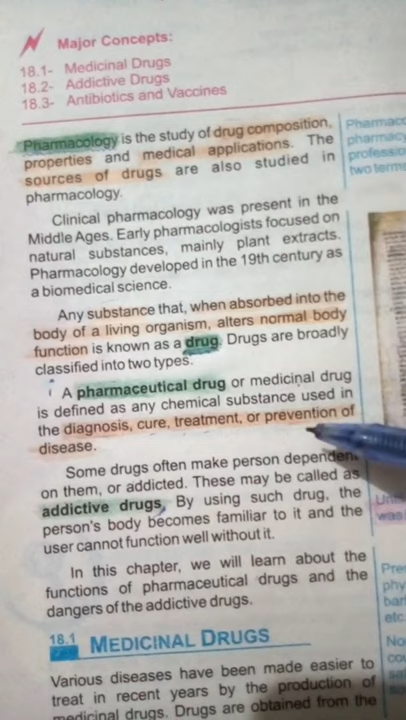 Major Concepts:
18.1- Medicinal Drugs
18.2- Addictive Drugs
18.3- Antibiotics and Vaccines
Pharmacology is the study of drug composition,
properties and medical applications. The
sources of drugs are also studied in
pharmacology.
Clinical pharmacology was present in the
Middle Ages. Early pharmacologists focused on
natural substances, mainly plant extracts.
Pharmacology developed in the 19th century as
a biomedical science.
Any substance that, when absorbed into the
body of a living organism, alters normal body
function is known as a drug. Drugs are broadly
classified into two types.
A pharmaceutical drug or medicinal drug
is defined as any chemical substance used in
the diagnosis, cure, treatment, or prevention of
disease.
Some drugs often make person dependent
on them, or addicted. These may be called as
addictive drugs. By using such drug, the
person's body becomes familiar to it and the
user cannot function well without it.
In this chapter, we will learn about the
functions of pharmaceutical drugs and the
dangers of the addictive drugs.
18.1 MEDICINAL DRUGS
Various diseases have been made easier to
treat in recent years by the production of
medicinal drugs. Drugs are obtained from the
pharmacy
two terms
was
etc.